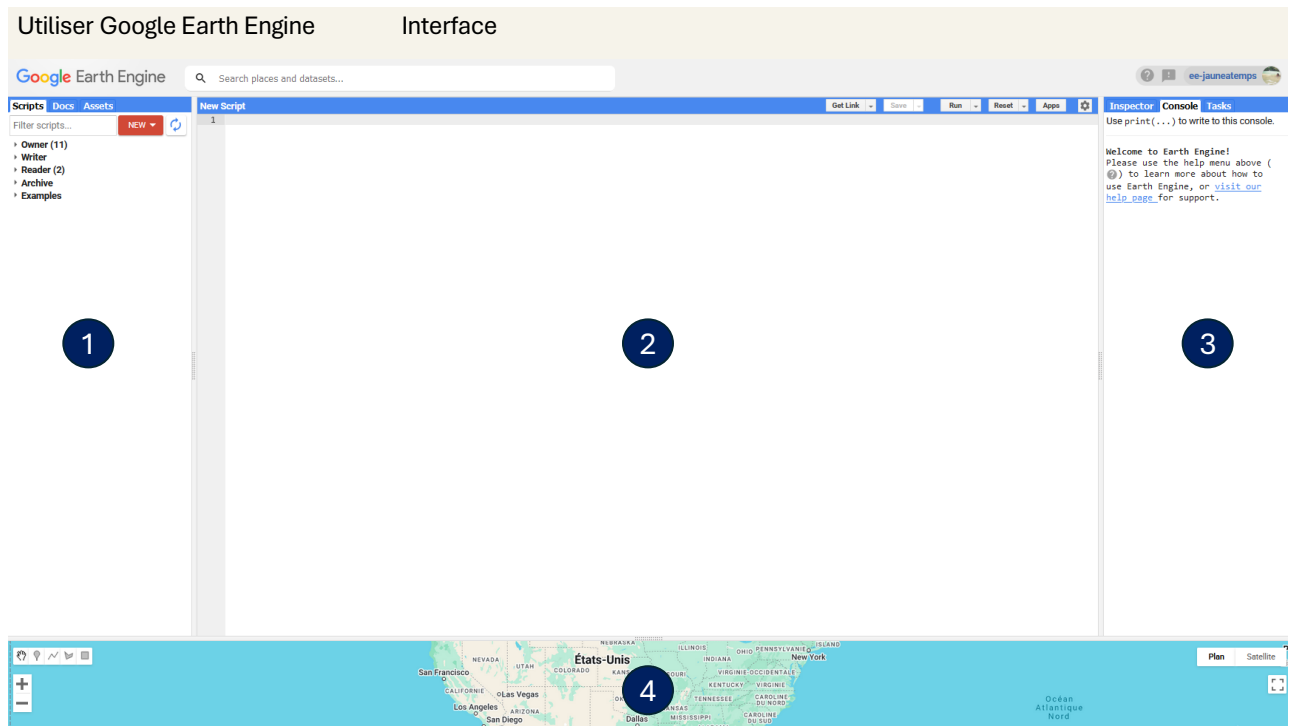 Utiliser Google Earth Engine Interface
Google Earth Engine
Search places and datasets...
ee-jauneatemps
Scripts Docs Assets
Filter scripts...
NEW
Owner (11)
Writer
Reader (2)
Archive
Examples
1
New Script
Get Link Save Run Reset Apps
1
2
Inspector Console Tasks
Use print(...) to write to this console.
Welcome to Earth Engine!
Please use the help menu above (
?) to learn more about how to
use Earth Engine, or visit our
help page for support.
3
NEBRASKA
ILLINOIS
OHIO
PENNSYLVANIE
ISLAND
NEVADA
UTAH
États-Unis
INDIANA
New York
San Francisco
COLORADO
VIRGINIE-OCCIDENTALE
KENTUCKY
VIRGINIE
CALIFORNIE
Las Vegas
4
TENNESSEE
CAROLINE
DU NORD
Los Angeles
ARIZONA
San Diego
Dallas
MISSISSIPPI
CAROLINE
DU SUD
Océan
Atlantique
Nord
Plan Satellite